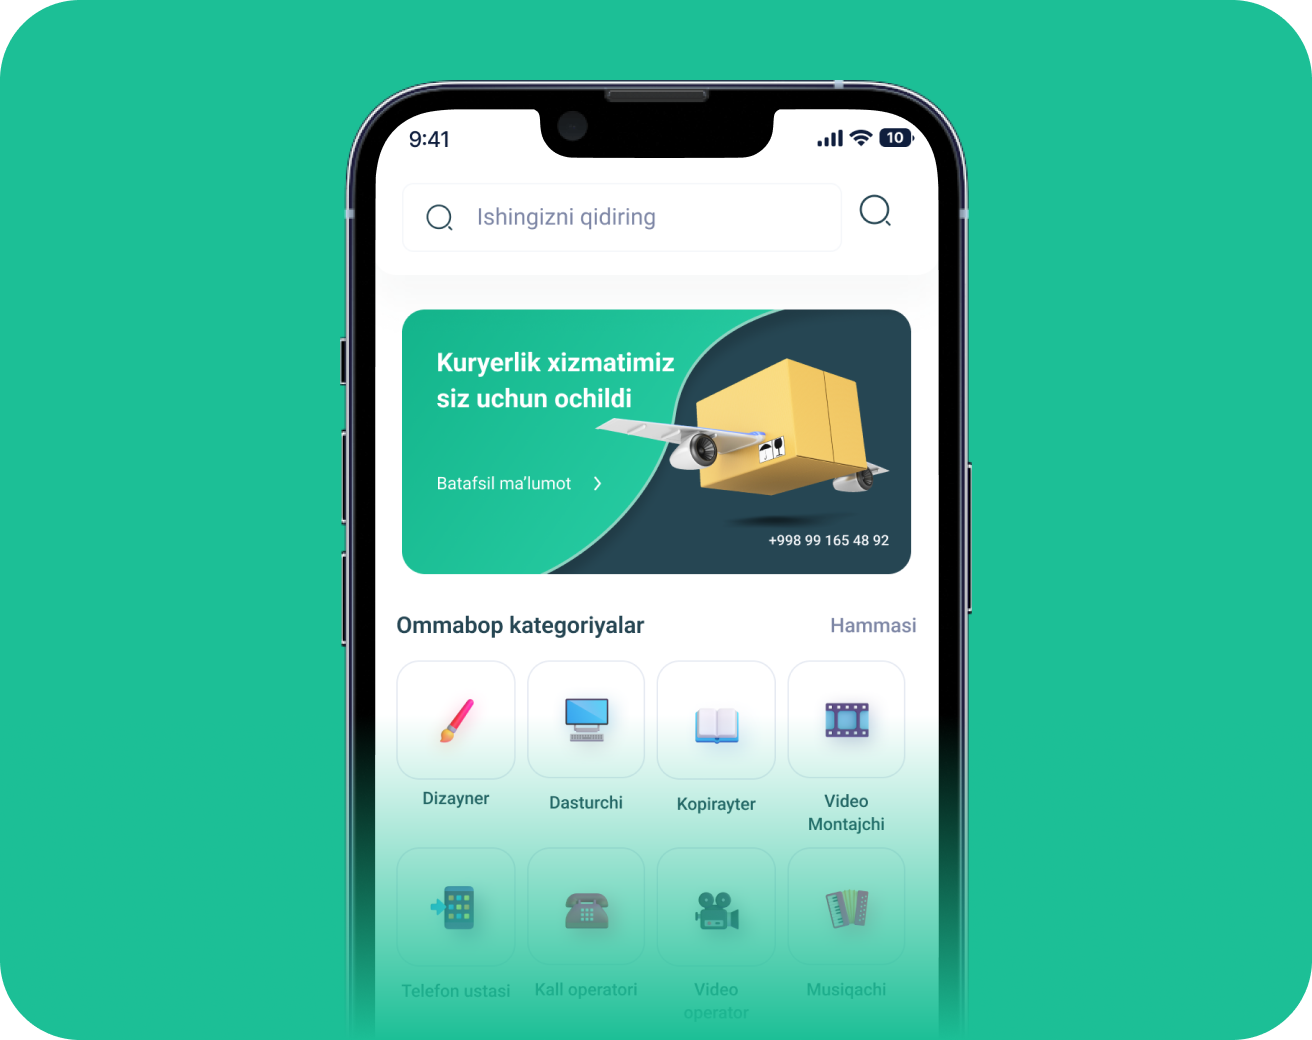 9:41
10
Ishingizni qidiring
Kuryerlik xizmatimiz
siz uchun ochildi
Batafsil ma’lumot
+998 99 165 48 92
Ommabop kategoriyalar
Hammasi
Dizayner
Dasturchi
Kopirayter
Video
Montajchi
Telefon ustasi
Kall operatori
Video
operator
Musiqachi